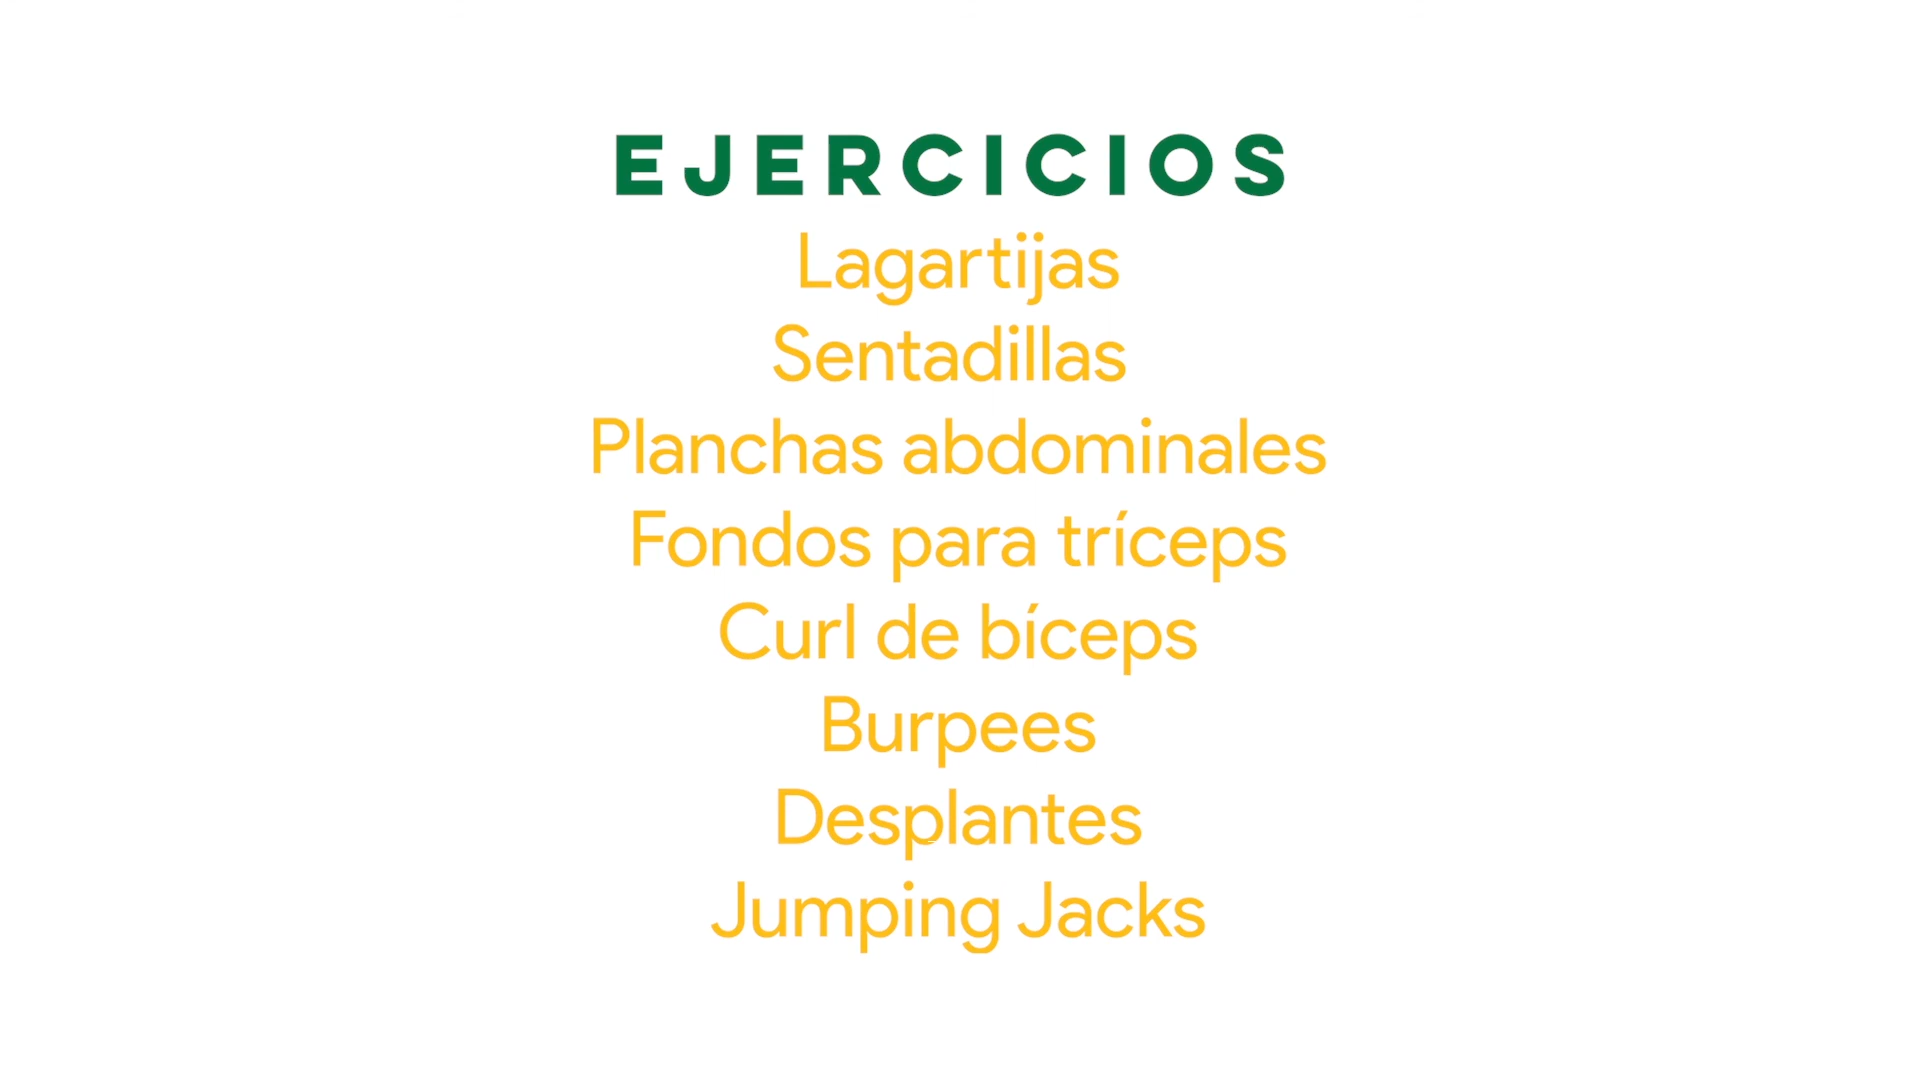 EJERCICIOS
Lagartijas
Sentadillas
Planchas abdominales
Fondos para tríceps
Curl de bíceps
Burpees
Desplantes
Jumping Jacks